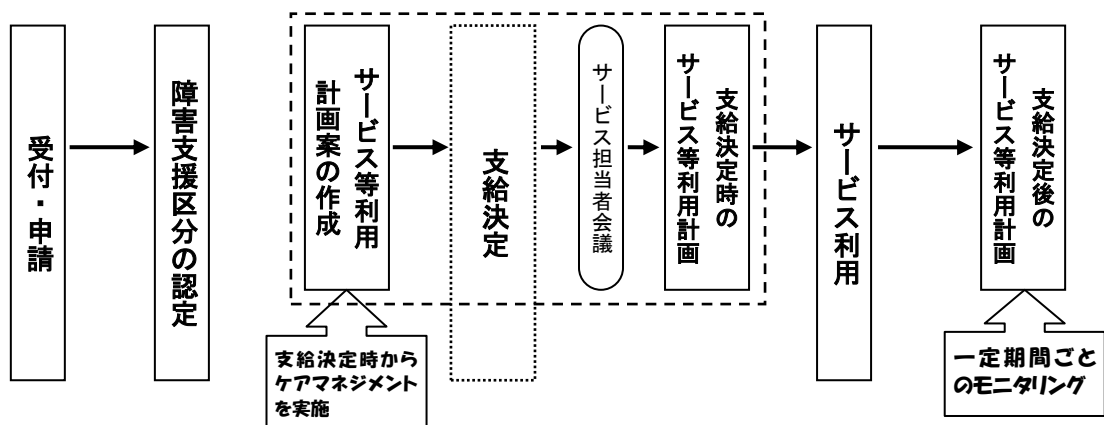 受付・申請
障害支援区分の認定
サービス等利用
計画案の作成
支給決定時から
ケアマネジメント
を実施
支給決定
サービス担当者会議
支給決定時の
サービス等利用計画
サービス利用
支給決定後の
サービス等利用計画
一定期間ごと
のモニタリング